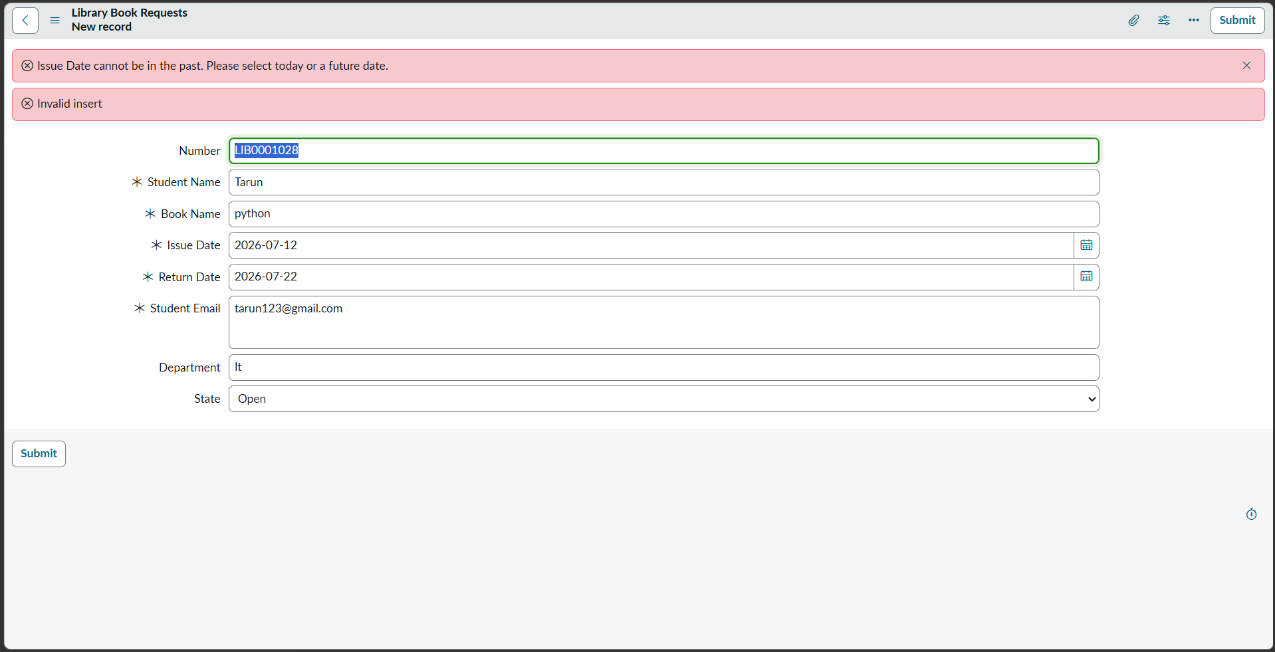 Library Book Requests
New record
Submit
Issue Date cannot be in the past. Please select today or a future date.
Invalid insert
Number LIB0001028
Student Name Tarun
Book Name python
Issue Date 2026-07-12
Return Date 2026-07-22
Student Email tarun123@gmail.com
Department It
State Open
Submit